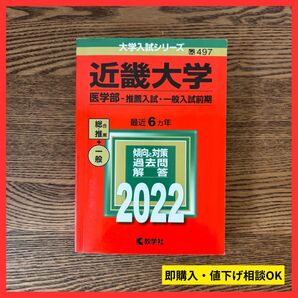 大学入試シリーズ
497
近畿大学
医学部-推薦入試・一般入試前期
最近6ヵ年
総合
推薦
+
一般
傾向と対策
過去問
解答
2022
教学社
即購入・値下げ相談OK